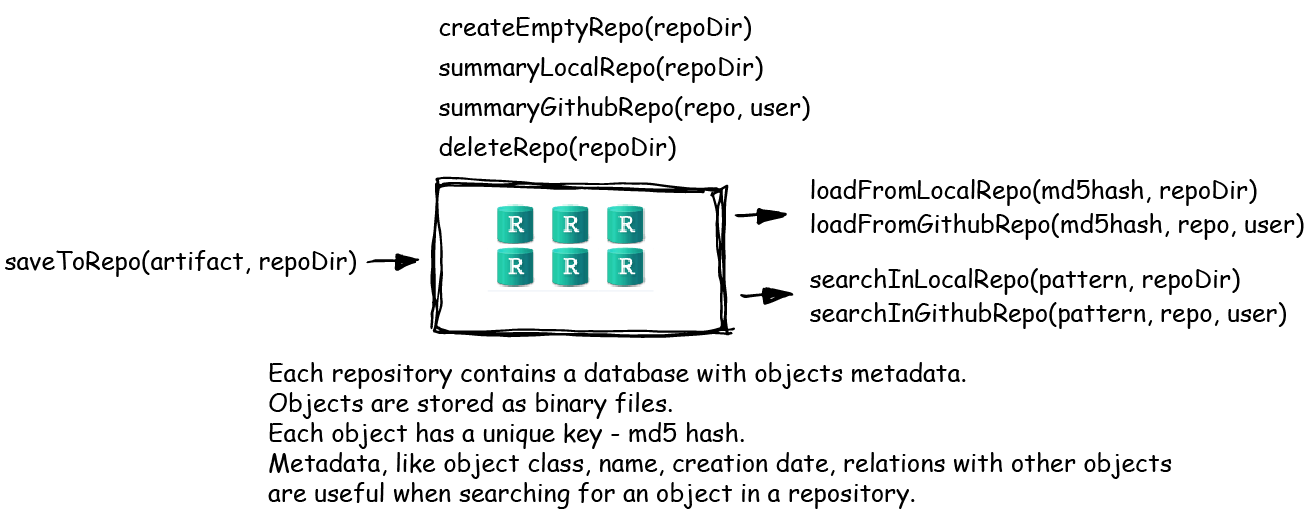 createEmptyRepo(repoDir)
summaryLocalRepo(repoDir)
summaryGithubRepo(repo, user)
deleteRepo(repoDir)
saveToRepo(artifact, repoDir)
R R R
R R R
loadFromLocalRepo(md5hash, repoDir)
loadFromGithubRepo(md5hash, repo, user)
searchInLocalRepo(pattern, repoDir)
searchInGithubRepo(pattern, repo, user)
Each repository contains a database with objects metadata.
Objects are stored as binary files.
Each object has a unique key - md5 hash.
Metadata, like object class, name, creation date, relations with other objects
are useful when searching for an object in a repository.